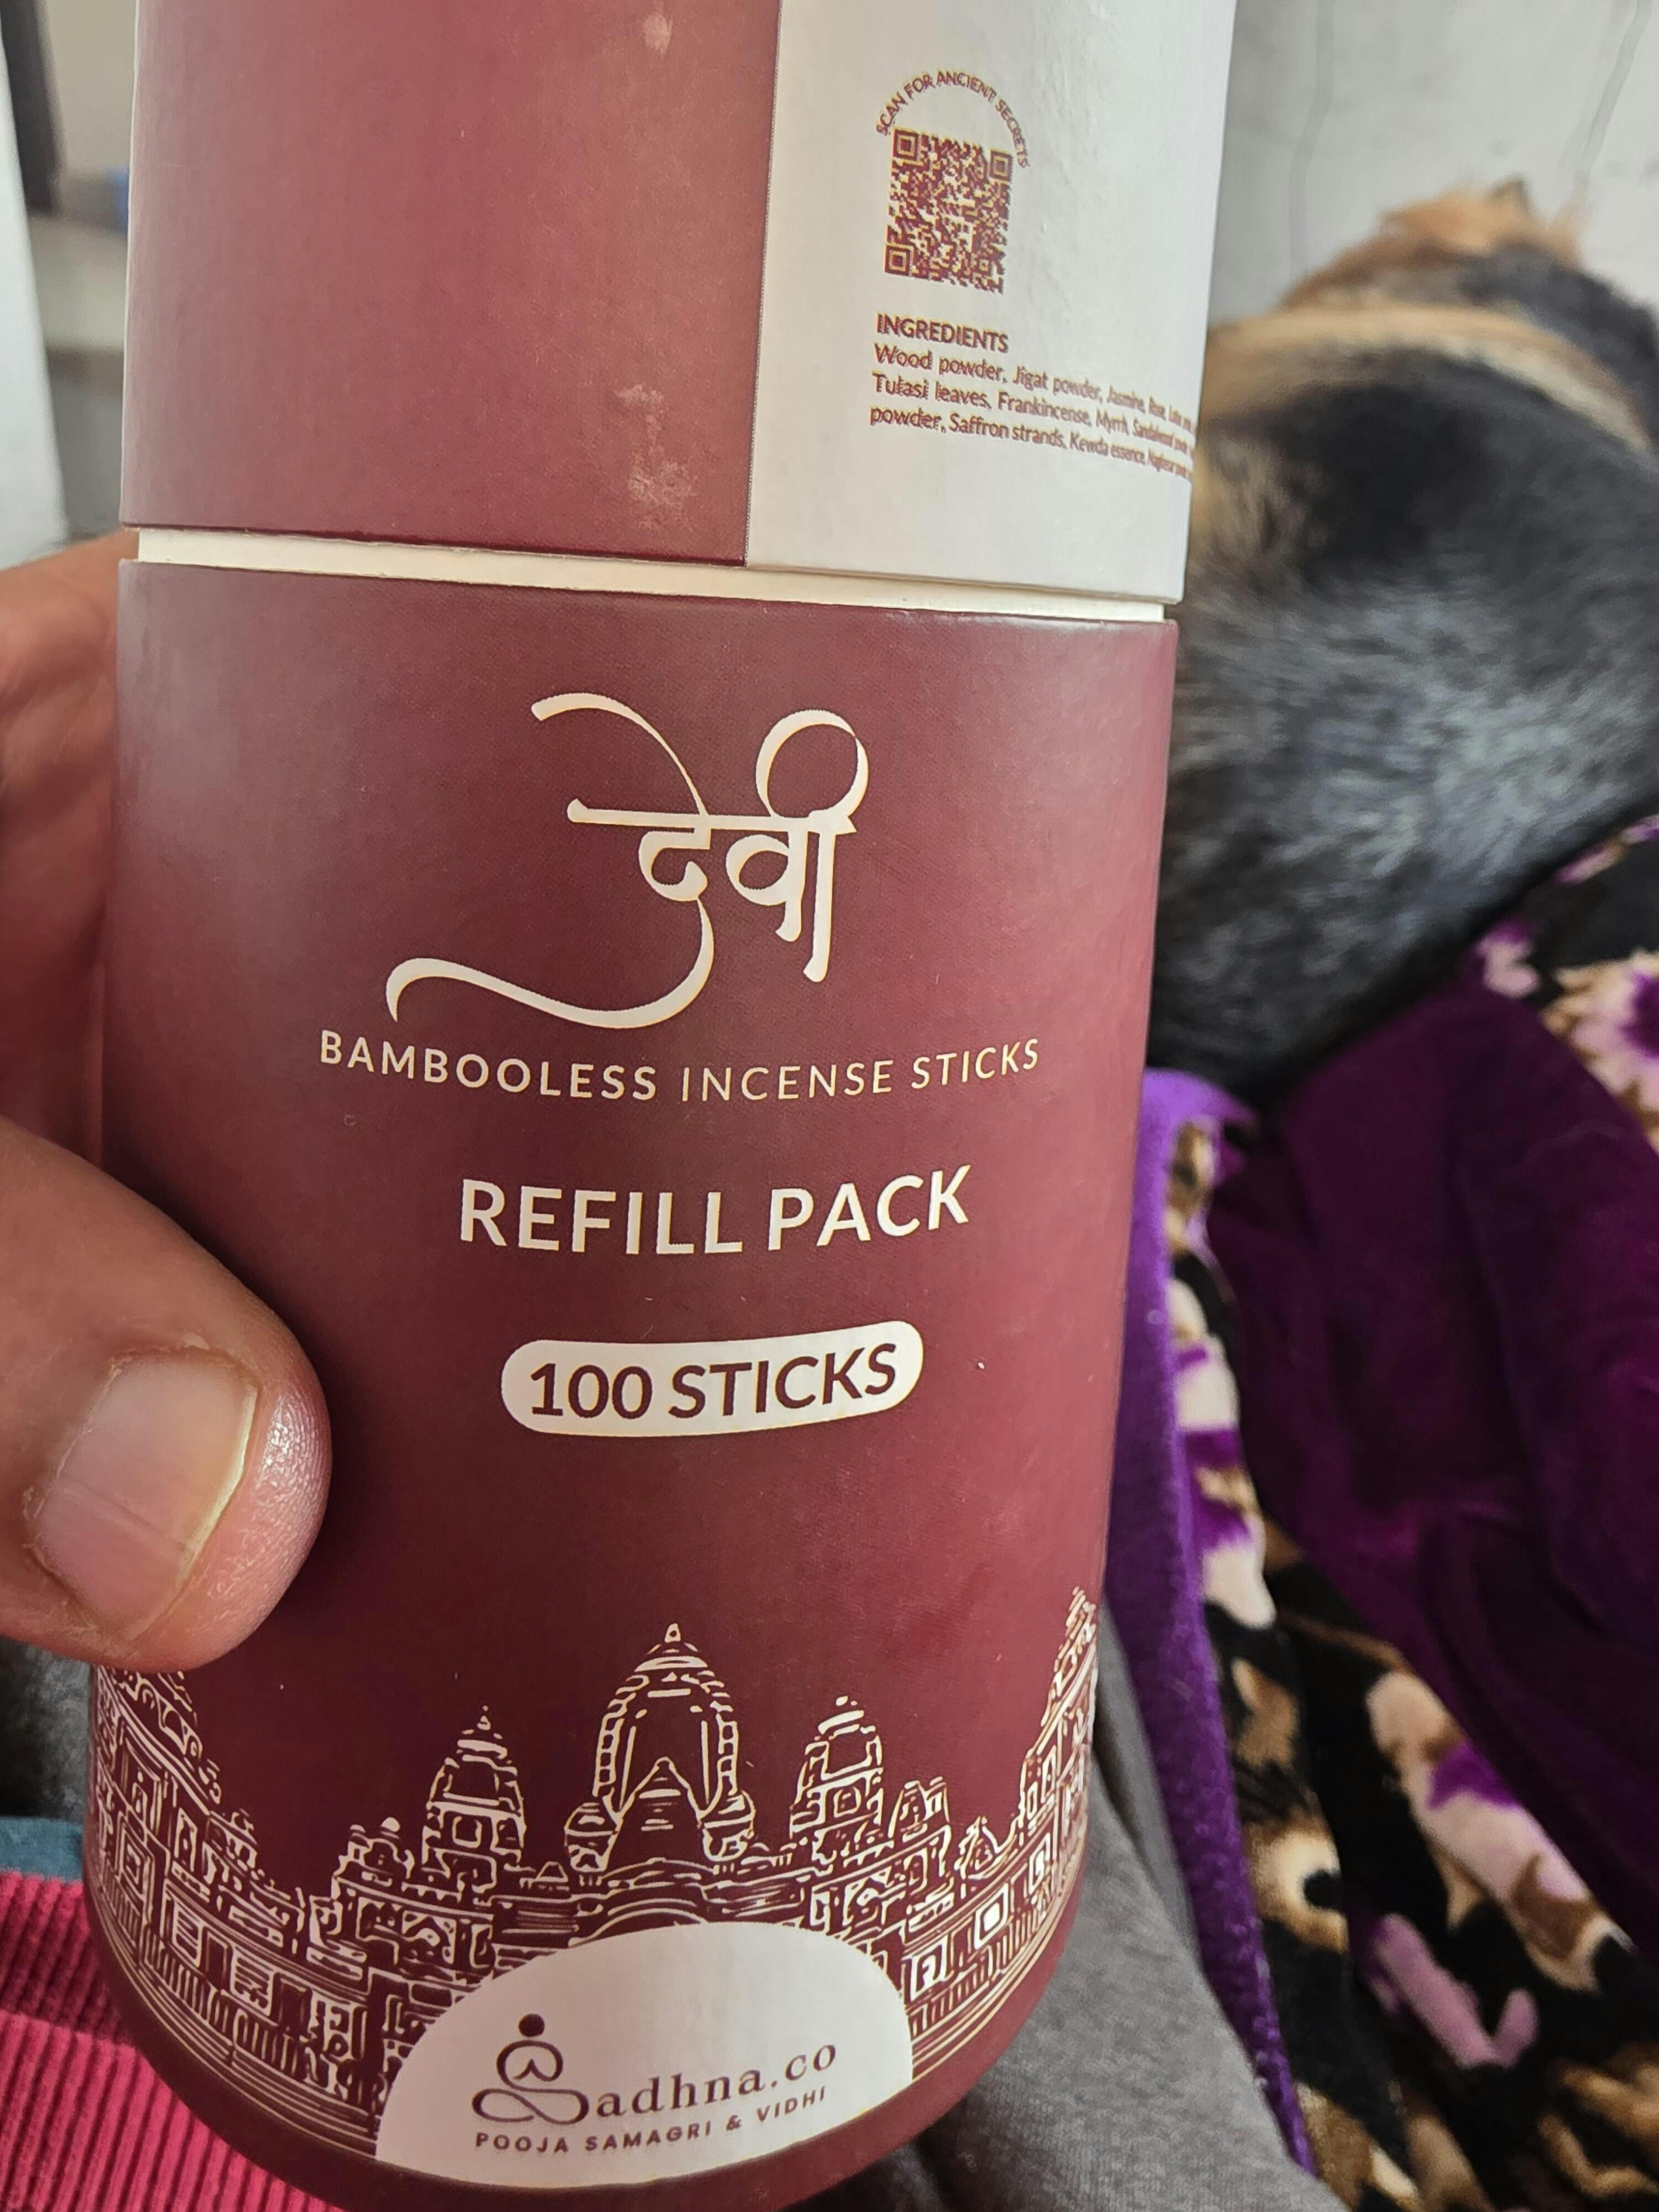 SCAN FOR ANCIENT SECRETS
INGREDIENTS
Wood powder, Jigat powder, Jasmine, Rose,
Tulasi leaves, Frankincense, Myrrh, Sandalwood
powder, Saffron strands, Kewda essence,
देवी
BAMBOOLESS INCENSE STICKS
REFILL PACK
100 STICKS
Sadhna.co
POOJA SAMAGRI & VIDHI